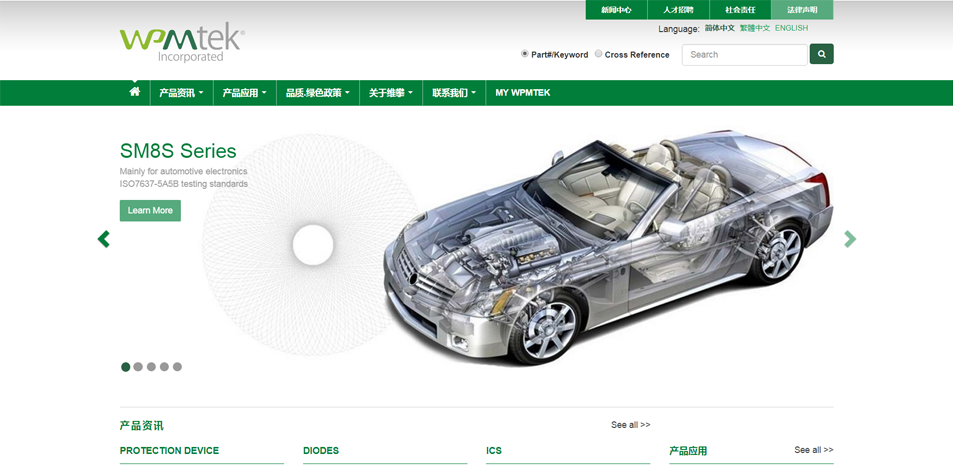 新闻中心 人才招聘 社会责任 法律声明
Language: 简体中文 繁體中文 ENGLISH
WPMtek®
Incorporated
Part#/Keyword Cross Reference Search
产品资讯 产品应用 品质.绿色政策 关于维攀 联系我们 MY WPMTEK
SM8S Series
Mainly for automotive electronics
ISO7637-5A5B testing standards
Learn More
产品资讯 See all >>
PROTECTION DEVICE DIODES ICS 产品应用 See all >>